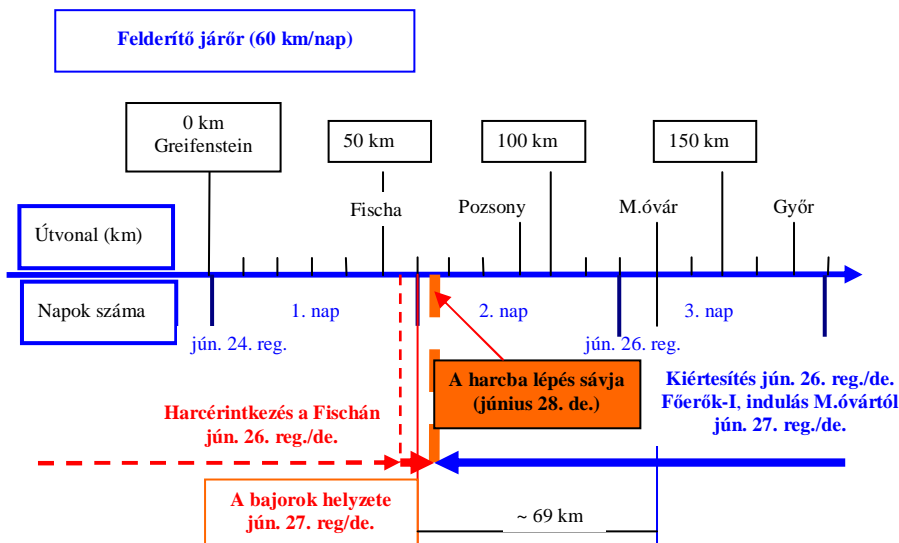 Felderítő járőr (60 km/nap)
0 km
Greifenstein
50 km
100 km
150 km
Fischa
Pozsony
M.óvár
Győr
Útvonal (km)
Napok száma
1. nap
2. nap
3. nap
jún. 24. reg.
jún. 26. reg.
A harcba lépés sávja
(június 28. de.)
Kiértesítés jún. 26. reg./de.
Főerők-I, indulás M.óvártól
jún. 27. reg./de.
Harcérintkezés a Fischán
jún. 26. reg./de.
A bajorok helyzete
jún. 27. reg/de.
~ 69 km